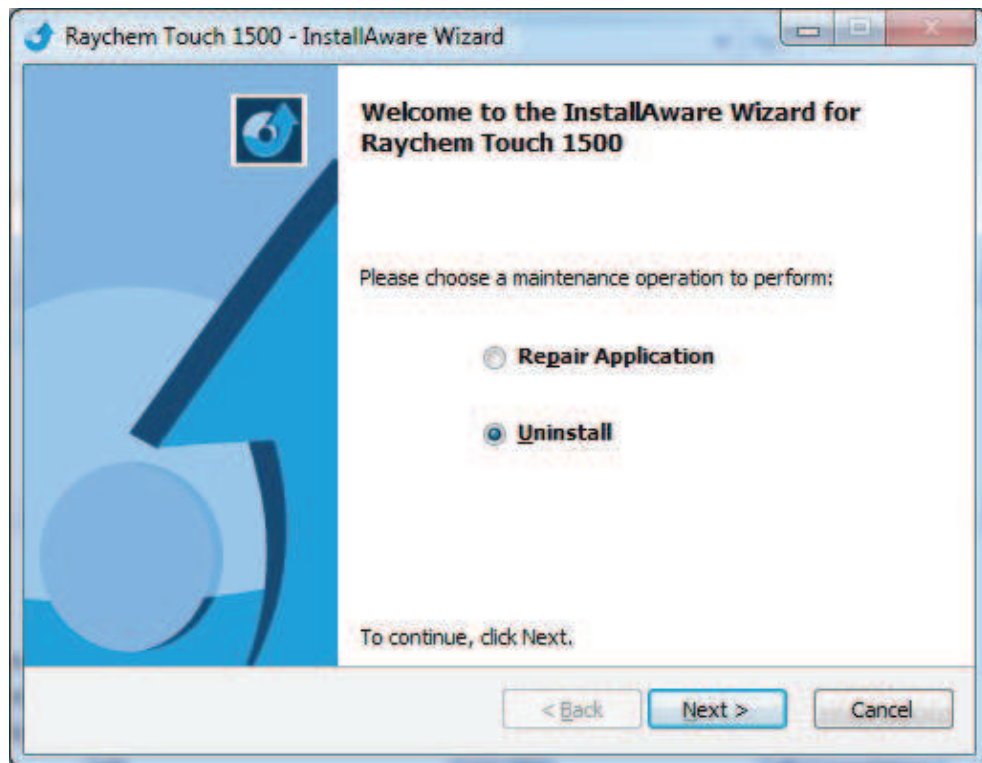 Raychem Touch 1500 - InstallAware Wizard
Welcome to the InstallAware Wizard for
Raychem Touch 1500
Please choose a maintenance operation to perform:
Repair Application
Uninstall
To continue, click Next.
< Back
Next >
Cancel